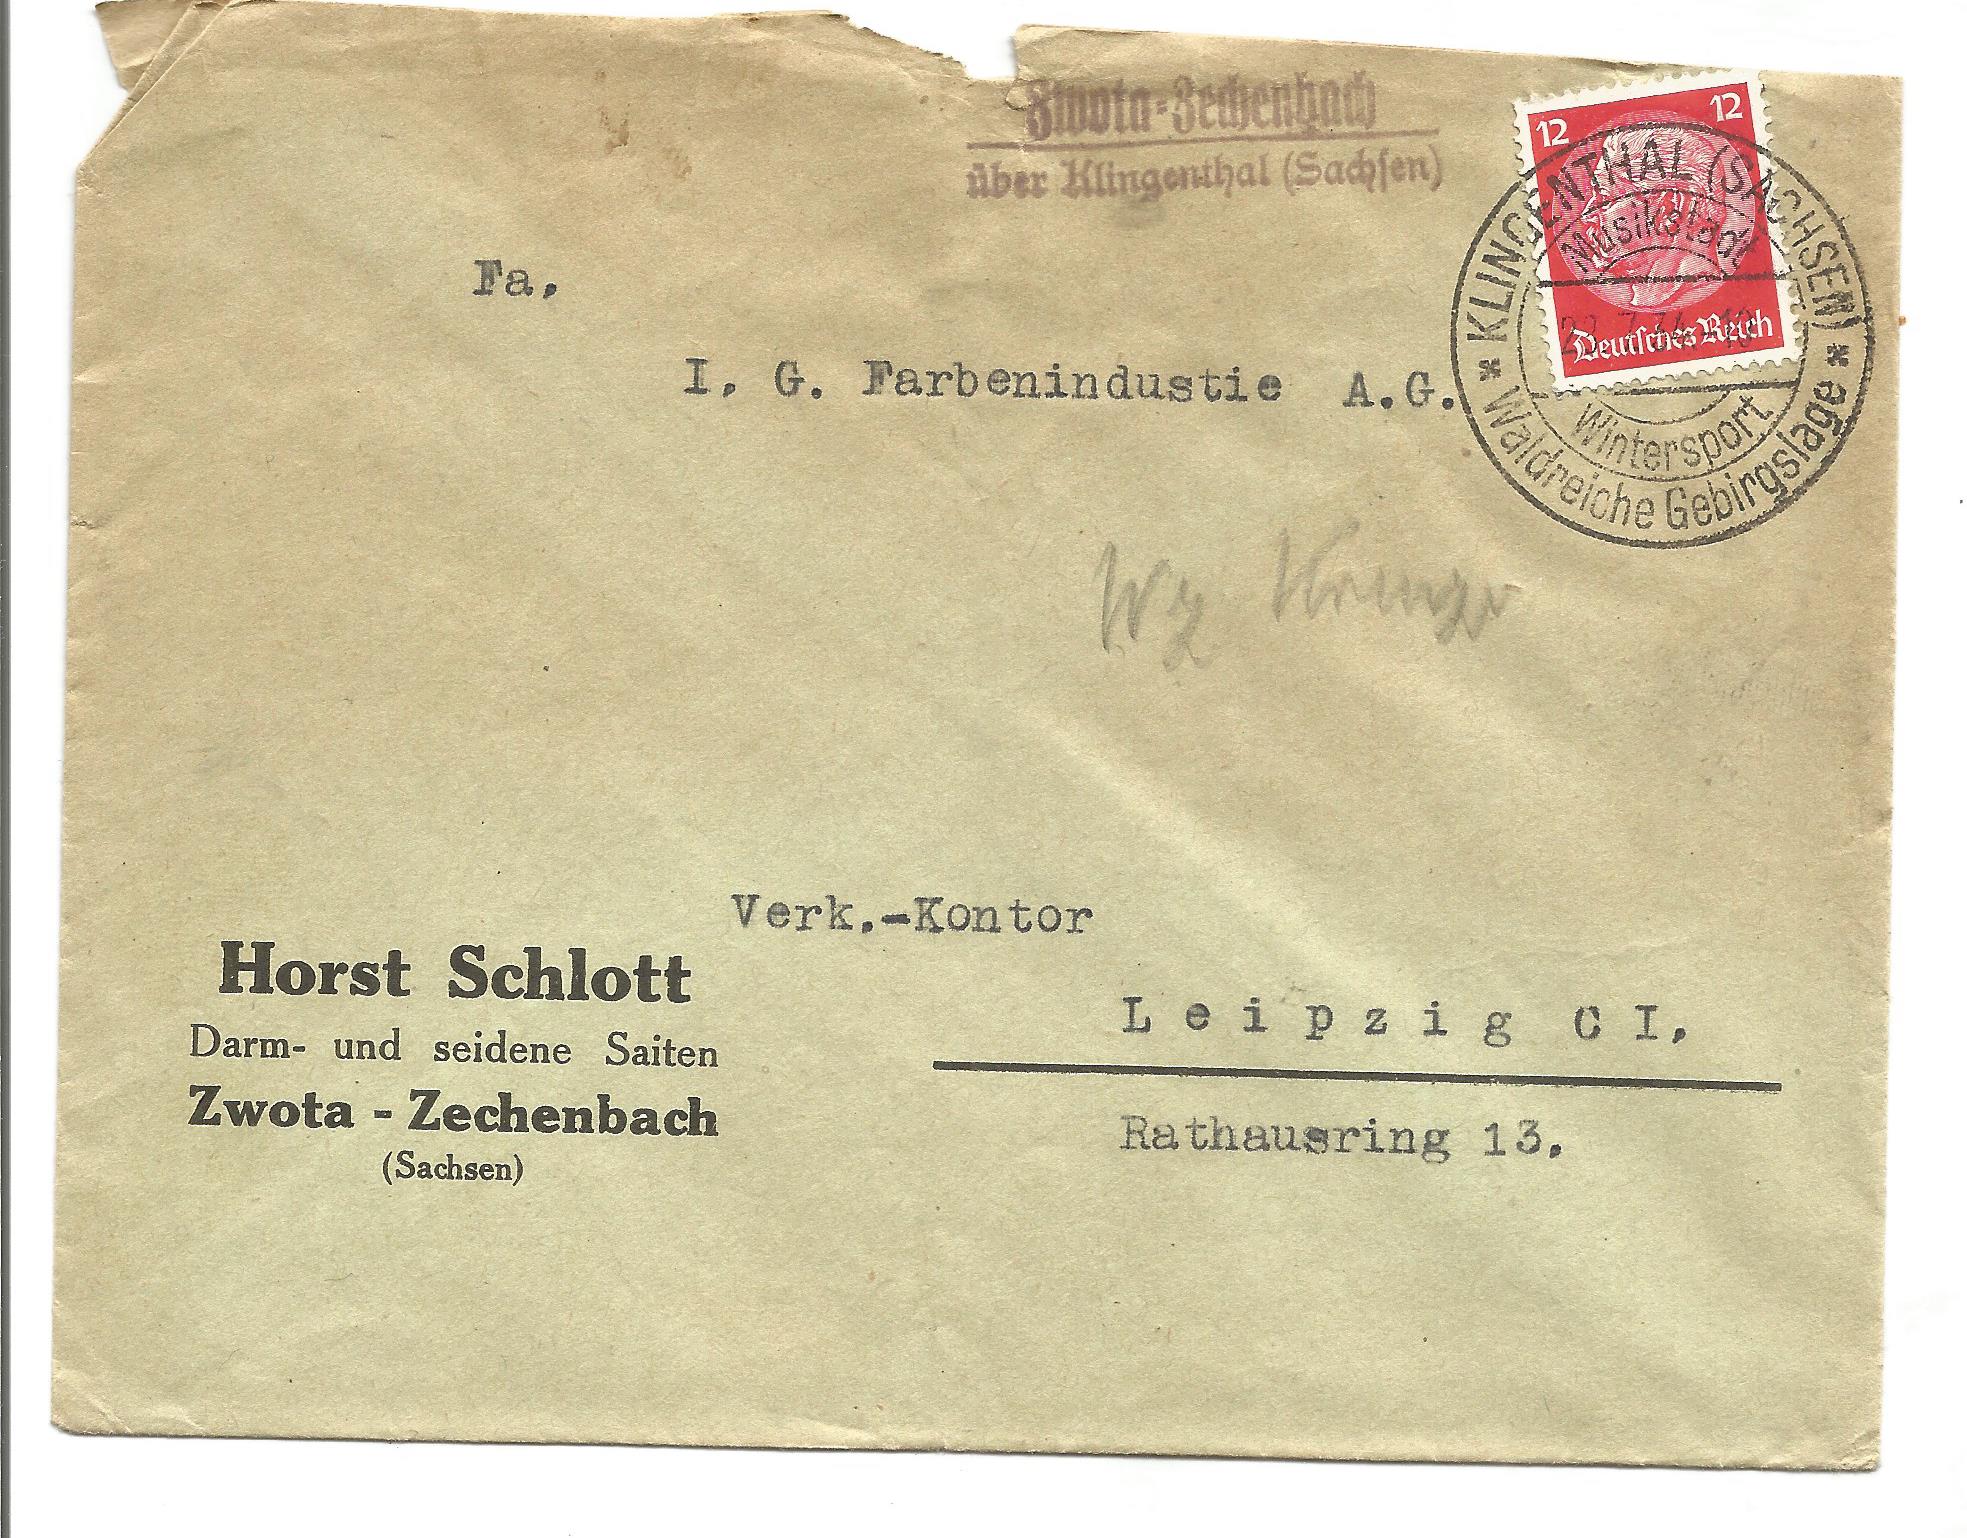 Zwota-Zechenbach
über Klingenthal (Sachsen)
12 12
Deutsches Reich
KLINGENTHAL (SACHSEN)
Musikstadt
Wintersport
Waldreiche Gebirgslage
Fa.
I. G. Farbenindustie A.G.
Verk.-Kontor
Leipzig C I.
Rathausring 13.
Horst Schlott
Darm- und seidene Saiten
Zwota - Zechenbach
(Sachsen)